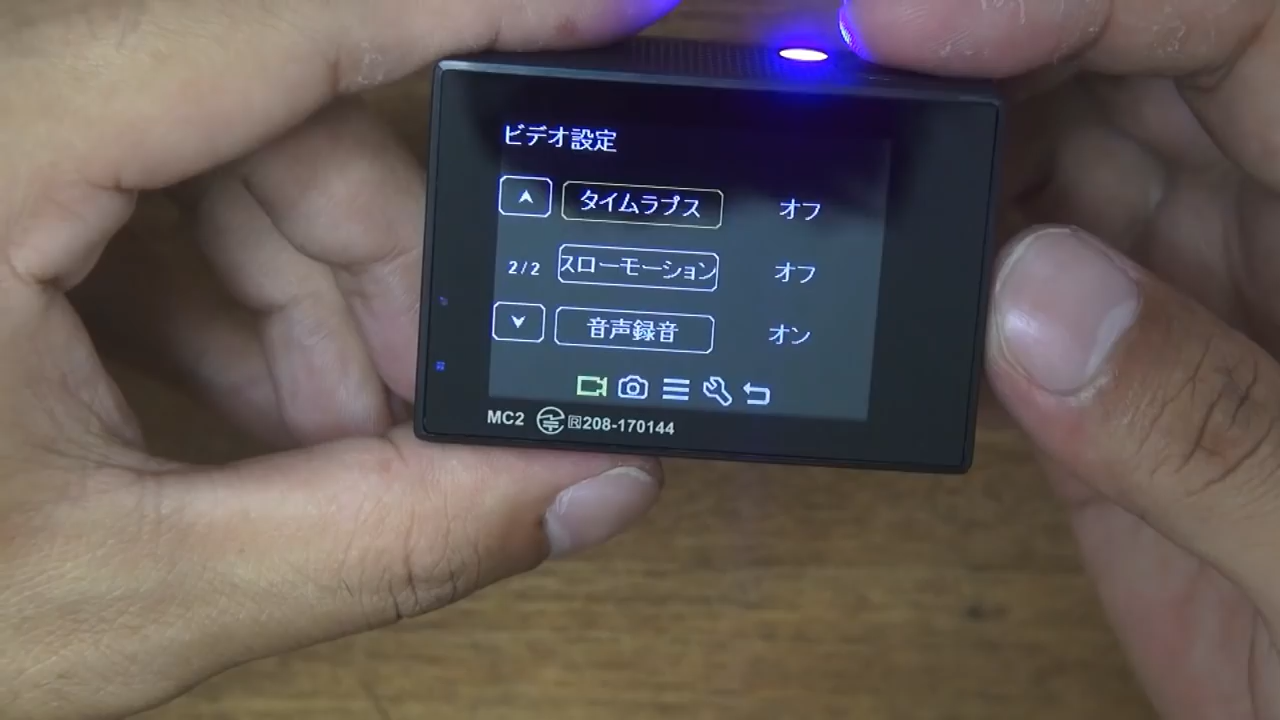 ビデオ設定
タイムラプス オフ
2/2 スローモーション オフ
音声録音 オン
MC2 R208-170144